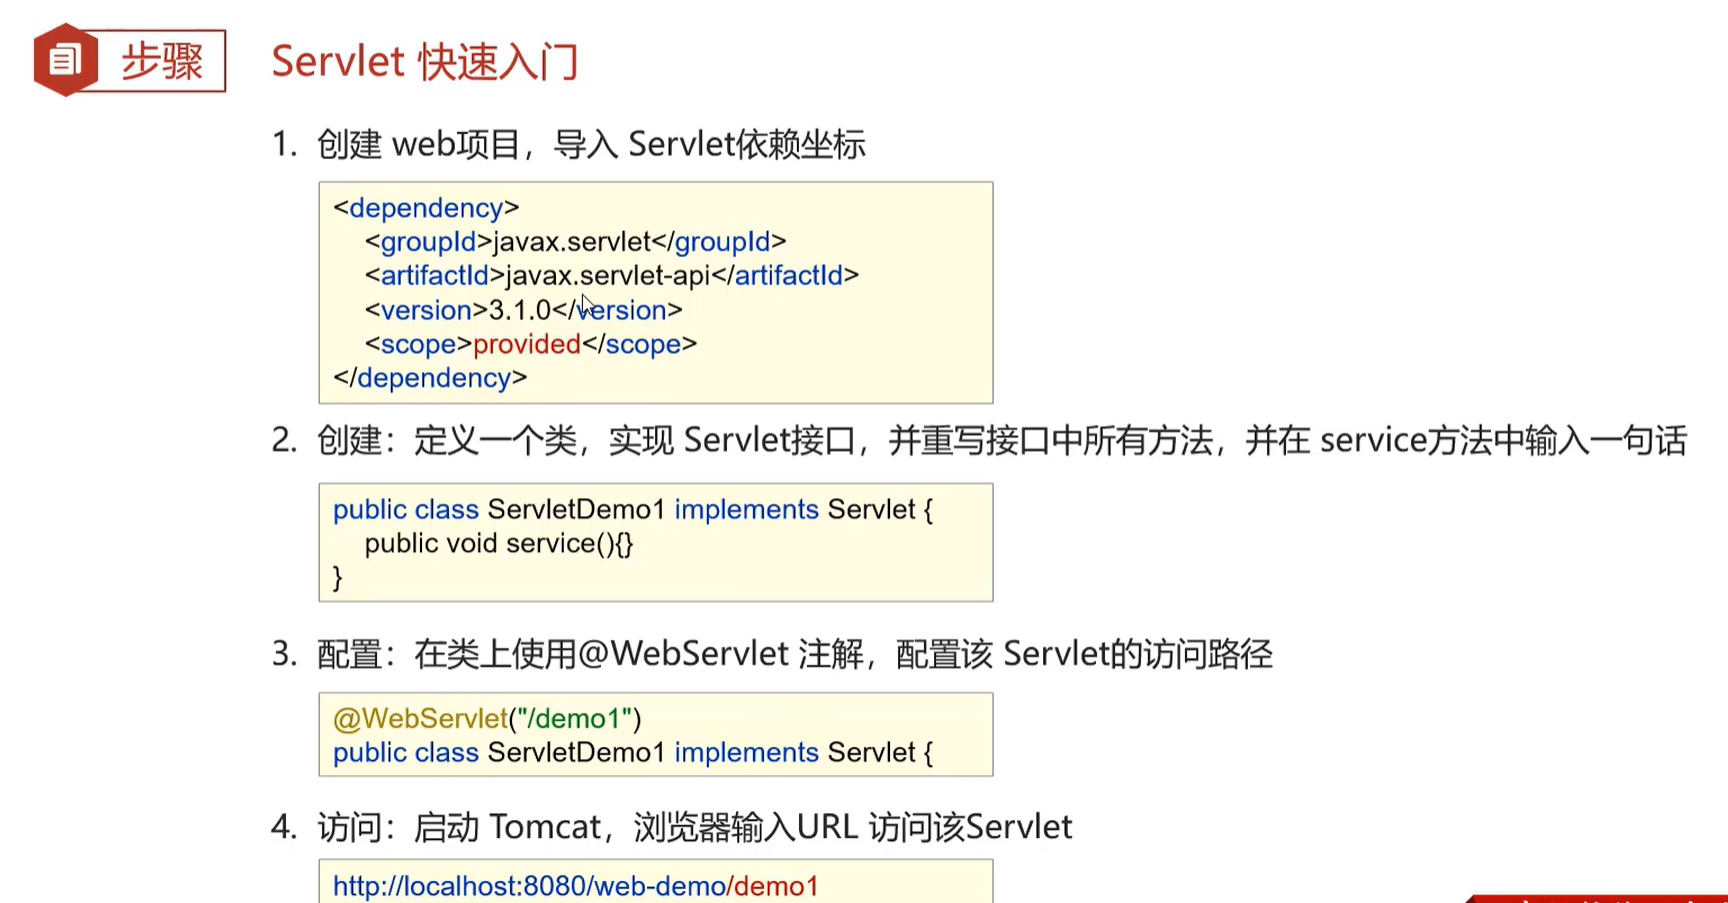 步骤
Servlet 快速入门
1. 创建 web项目，导入 Servlet依赖坐标
<dependency>
<groupId>javax.servlet</groupId>
<artifactId>javax.servlet-api</artifactId>
<version>3.1.0</version>
<scope>provided</scope>
</dependency>
2. 创建：定义一个类，实现 Servlet接口，并重写接口中所有方法，并在 service方法中输入一句话
public class ServletDemo1 implements Servlet {
public void service(){}
}
3. 配置：在类上使用@WebServlet 注解，配置该 Servlet的访问路径
@WebServlet("/demo1")
public class ServletDemo1 implements Servlet {
4. 访问：启动 Tomcat，浏览器输入URL 访问该Servlet
http://localhost:8080/web-demo/demo1